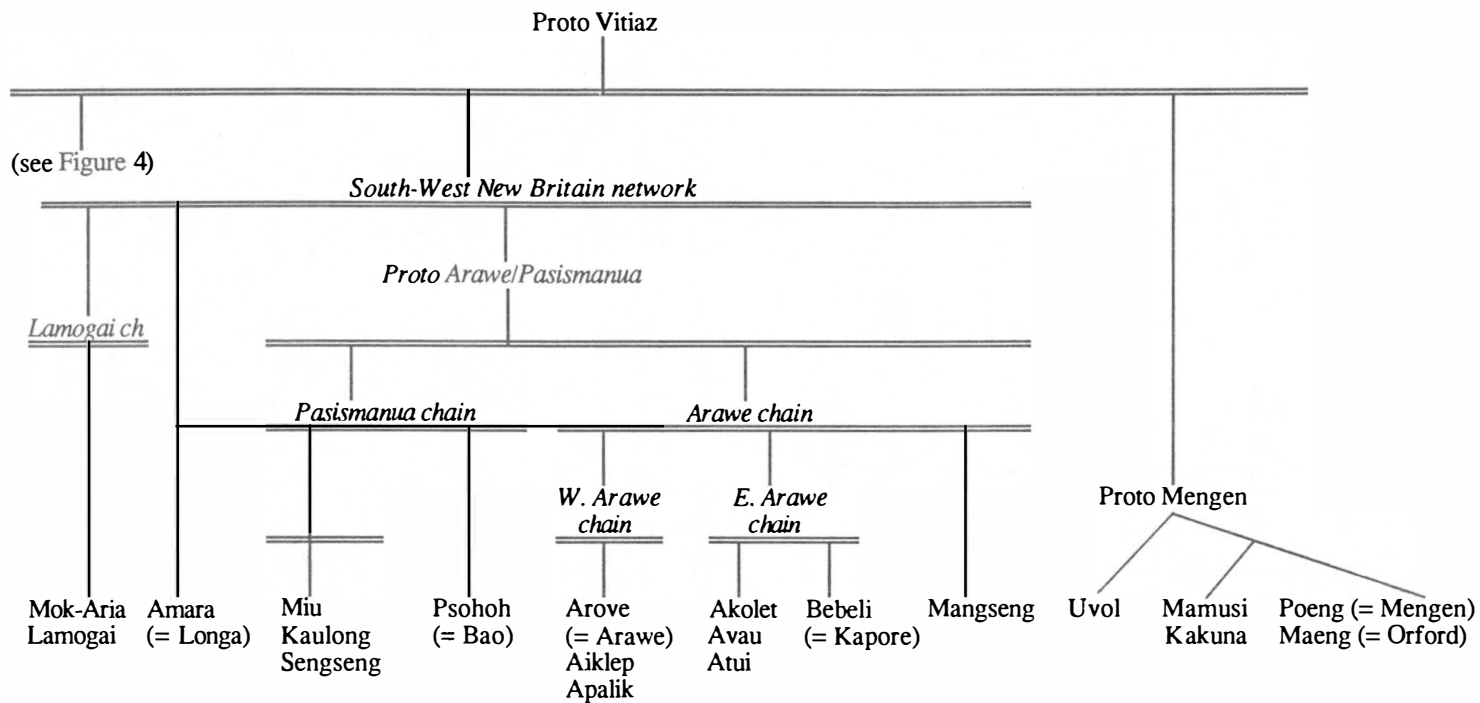 Proto Vitiaz
(see Figure 4)
South-West New Britain network
Proto Arawe/Pasismanua
Lamogai ch
Pasismanua chain
Arawe chain
W. Arawe
chain
E. Arawe
chain
Proto Mengen
Mok-Aria
Lamogai
Amara
(= Longa)
Miu
Kaulong
Sengseng
Psohoh
(= Bao)
Arove
(= Arawe)
Aiklep
Apalik
Akolet
Avau
Atui
Bebeli
(= Kapore)
Mangseng
Uvol
Mamusi
Kakuna
Poeng (= Mengen)
Maeng (= Orford)